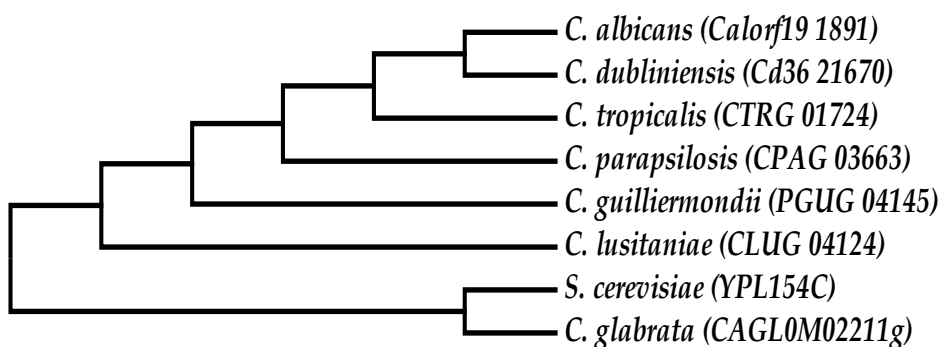 C. albicans (Calorf19 1891)
C. dubliniensis (Cd36 21670)
C. tropicalis (CTRG 01724)
C. parapsilosis (CPAG 03663)
C. guilliermondii (PGUG 04145)
C. lusitaniae (CLUG 04124)
S. cerevisiae (YPL154C)
C. glabrata (CAGL0M02211g)